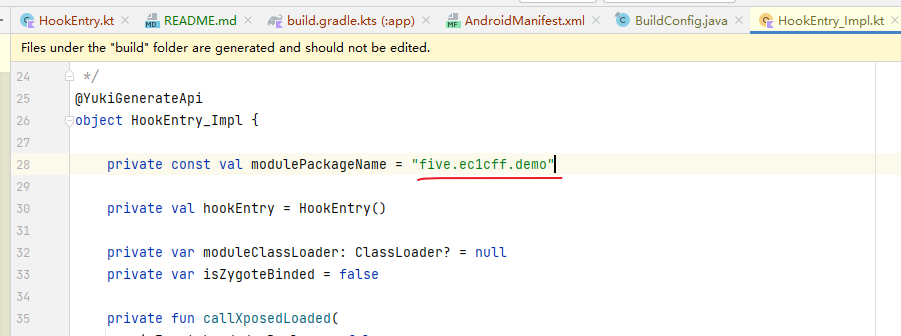 HookEntry.kt README.md build.gradle.kts (:app) AndroidManifest.xml BuildConfig.java HookEntry_Impl.kt
Files under the "build" folder are generated and should not be edited.
24 */
25 @YukiGenerateApi
26 object HookEntry_Impl {
27
28 private const val modulePackageName = "five.ec1cff.demo"
29
30 private val hookEntry = HookEntry()
31
32 private var moduleClassLoader: ClassLoader? = null
33 private var isZygoteBinded = false
34
35 private fun callXposedLoaded(